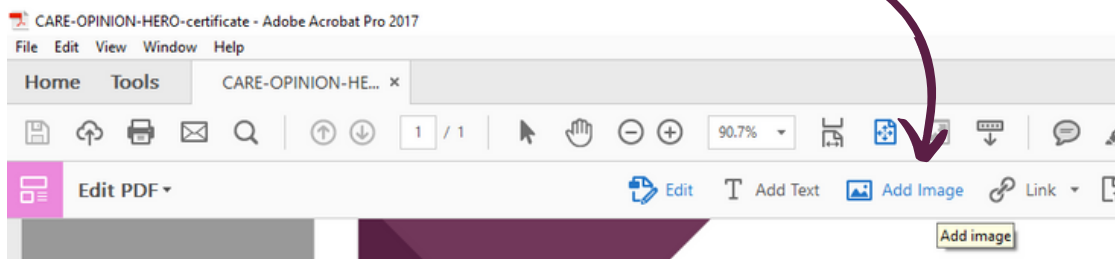 CARE-OPINION-HERO-certificate - Adobe Acrobat Pro 2017
File Edit View Window Help
Home Tools CARE-OPINION-HE... ×
1 / 1 90.7%
Edit PDF Edit Add Text Add Image Link
Add image